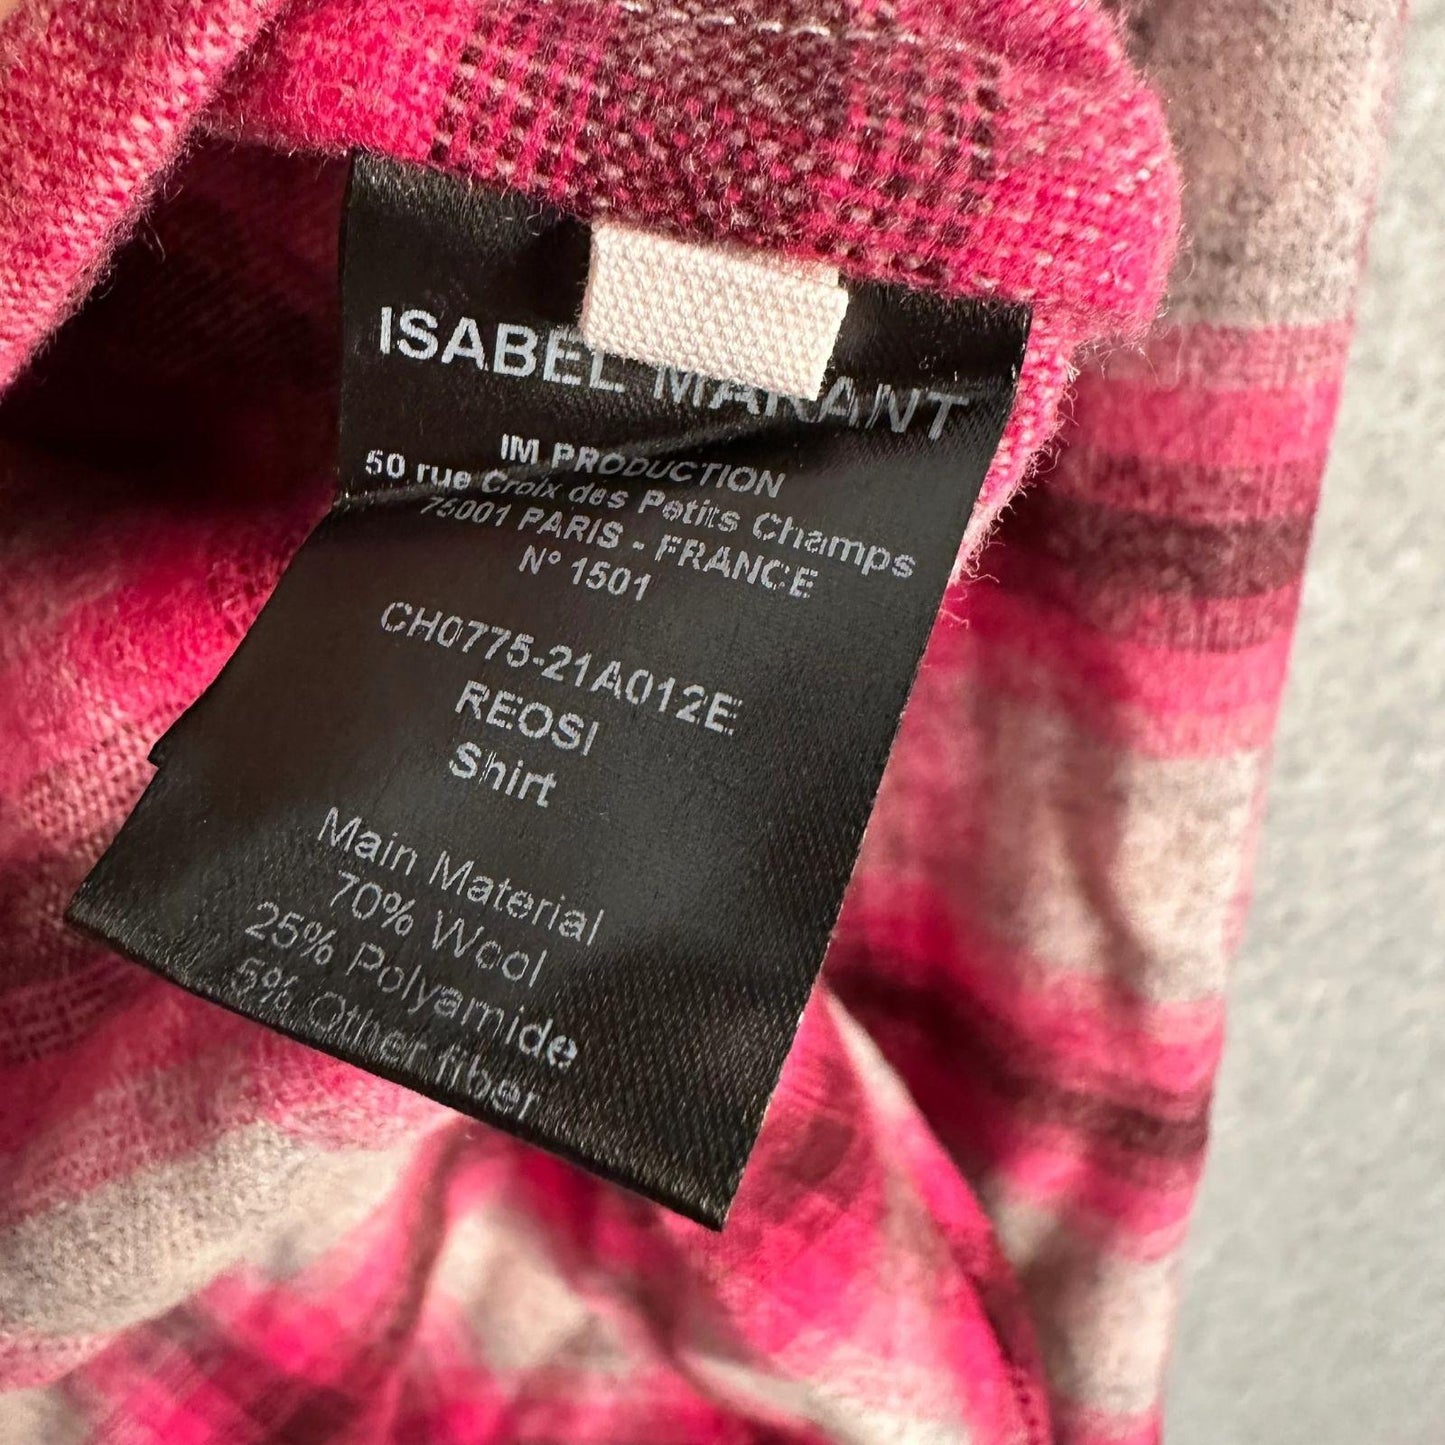 ISABEL MARANT
IM PRODUCTION
50 rue Croix des Petits Champs
75001 PARIS - FRANCE
N° 1501
CH0775-21A012E
REOSI
Shirt
Main Material
70% Wool
25% Polyamide
5% Other fiber